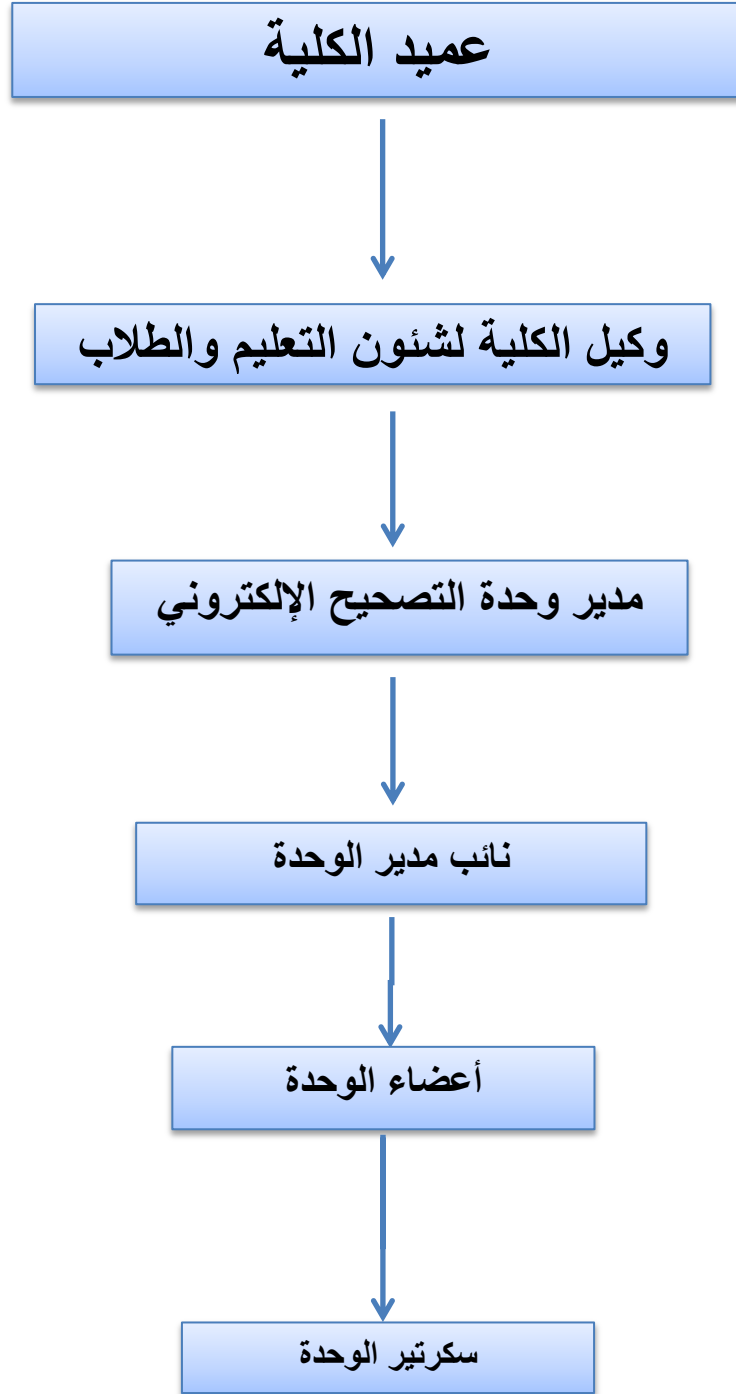 عميد الكلية
وكيل الكلية لشئون التعليم والطلاب
مدير وحدة التصحيح الإلكتروني
نائب مدير الوحدة
أعضاء الوحدة
سكرتير الوحدة